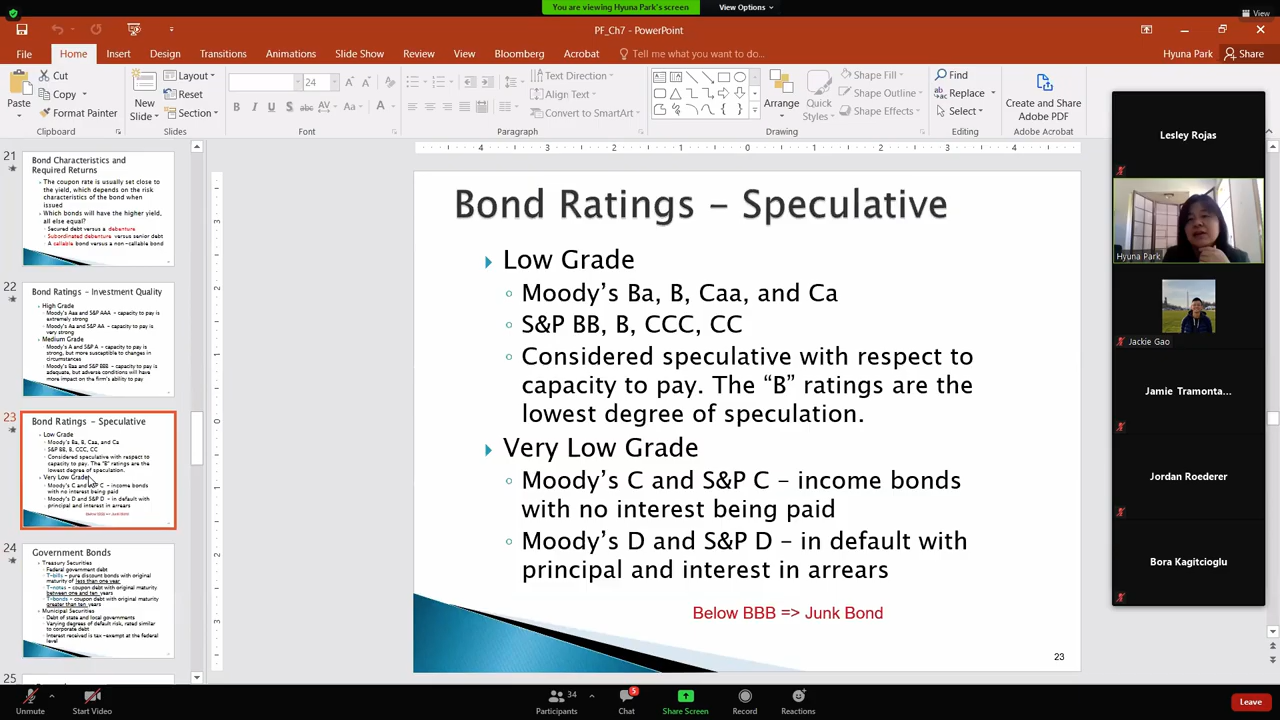 You are viewing Hyuna Park's screen
View Options
View
PF_Ch7 - PowerPoint
File
Home
Insert
Design
Transitions
Animations
Slide Show
Review
View
Bloomberg
Acrobat
Tell me what you want to do...
Hyuna Park
Share
Paste
Cut
Copy
Format Painter
Clipboard
New
Slide
Layout
Reset
Section
Slides
24
Font
Text Direction
Align Text
Convert to SmartArt
Paragraph
Arrange
Quick
Styles
Shape Fill
Shape Outline
Shape Effects
Drawing
Find
Replace
Select
Editing
Create and Share
Adobe PDF
Adobe Acrobat
21
Bond Characteristics and
Required Returns
The coupon rate is usually set close to
the yield, which depends on the risk
characteristics of the bond when
issued
Which bonds will have the higher yield,
all else equal?
Secured debt versus a debenture
Subordinated debenture versus senior debt
A callable bond versus a non-callable bond
22
Bond Ratings - Investment Quality
High Grade
Moody's Aaa and S&P AAA - capacity to pay is
extremely strong
Moody's Aa and S&P AA - capacity to pay is
very strong
Medium Grade
Moody's A and S&P A - capacity to pay is
strong, but more susceptible to changes in
circumstances
Moody's Baa and S&P BBB - capacity to pay is
adequate, but adverse conditions will have
more impact on the firm's ability to pay
23
Bond Ratings - Speculative
Low Grade
Moody's Ba, B, Caa, and Ca
S&P BB, B, CCC, CC
Considered speculative with respect to
capacity to pay. The "B" ratings are the
lowest degree of speculation.
Very Low Grade
Moody's C and S&P C - income bonds
with no interest being paid
Moody's D and S&P D - in default with
principal and interest in arrears
Below BBB => Junk Bond
24
Government Bonds
Treasury Securities
Federal government debt
T-bills - pure discount bonds with original
maturity of less than one year
T-notes - coupon debt with original maturity
between one and ten years
T-bonds - coupon debt with original maturity
greater than ten years
Municipal Securities
Debt of state and local governments
Varying degrees of default risk, rated similar
to corporate debt
Interest received is tax-exempt at the federal
level
25
4 3 2 1 0 1 2 3 4
3
2
1
0
1
2
3
Bond Ratings – Speculative
Low Grade
Moody's Ba, B, Caa, and Ca
S&P BB, B, CCC, CC
Considered speculative with respect to
capacity to pay. The “B” ratings are the
lowest degree of speculation.
Very Low Grade
Moody's C and S&P C – income bonds
with no interest being paid
Moody's D and S&P D – in default with
principal and interest in arrears
Below BBB => Junk Bond
23
Lesley Rojas
Hyuna Park
Jackie Gao
Jamie Tramonta...
Jordan Roederer
Bora Kagitcioglu
Unmute
Start Video
34
Participants
5
Chat
Share Screen
Record
Reactions
Leave